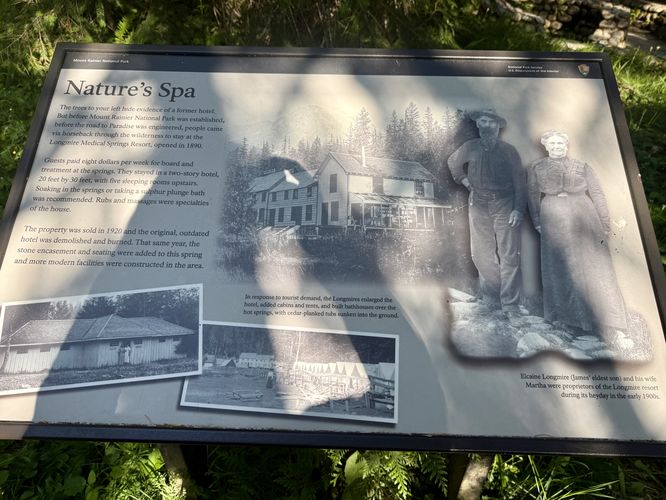 Mount Rainier National Park
National Park Service
U.S. Department of the Interior
Nature's Spa
The trees to your left hide evidence of a former hotel.
But before Mount Rainier National Park was established,
before the road to Paradise was engineered, people came
via horseback through the wilderness to stay at the
Longmire Medical Springs Resort, opened in 1890.
Guests paid eight dollars per week for board and
treatment at the springs. They stayed in a two-story hotel,
20 feet by 30 feet, with five sleeping rooms upstairs.
Soaking in the springs or taking a sulphur plunge bath
was recommended. Rubs and massages were specialties
of the house.
The property was sold in 1920 and the original, outdated
hotel was demolished and burned. That same year, the
stone encasement and seating were added to this spring
and more modern facilities were constructed in the area.
In response to tourist demand, the Longmires enlarged the
hotel, added cabins and tents, and built bathhouses over the
hot springs, with cedar-planked tubs sunken into the ground.
Elcaine Longmire (James' eldest son) and his wife
Martha were proprietors of the Longmire resort
during its heyday in the early 1900s.